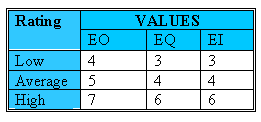 Rating VALUES
EO EQ EI
Low 4 3 3
Average 5 4 4
High 7 6 6